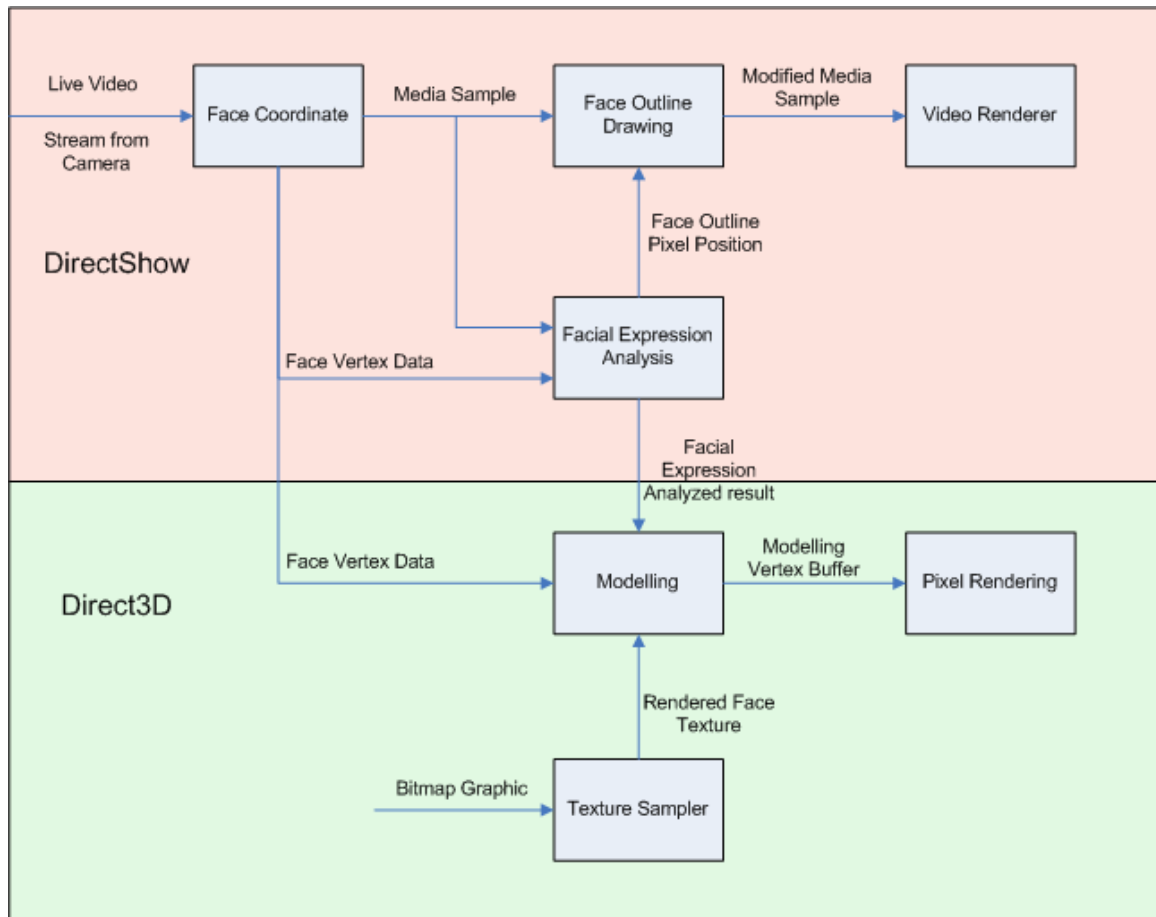 Live Video
Stream from
Camera
Face Coordinate
Media Sample
Face Outline
Drawing
Modified Media
Sample
Video Renderer
Face Outline
Pixel Position
DirectShow
Facial Expression
Analysis
Face Vertex Data
Facial
Expression
Analyzed result
Direct3D
Face Vertex Data
Modelling
Modelling
Vertex Buffer
Pixel Rendering
Rendered Face
Texture
Bitmap Graphic
Texture Sampler